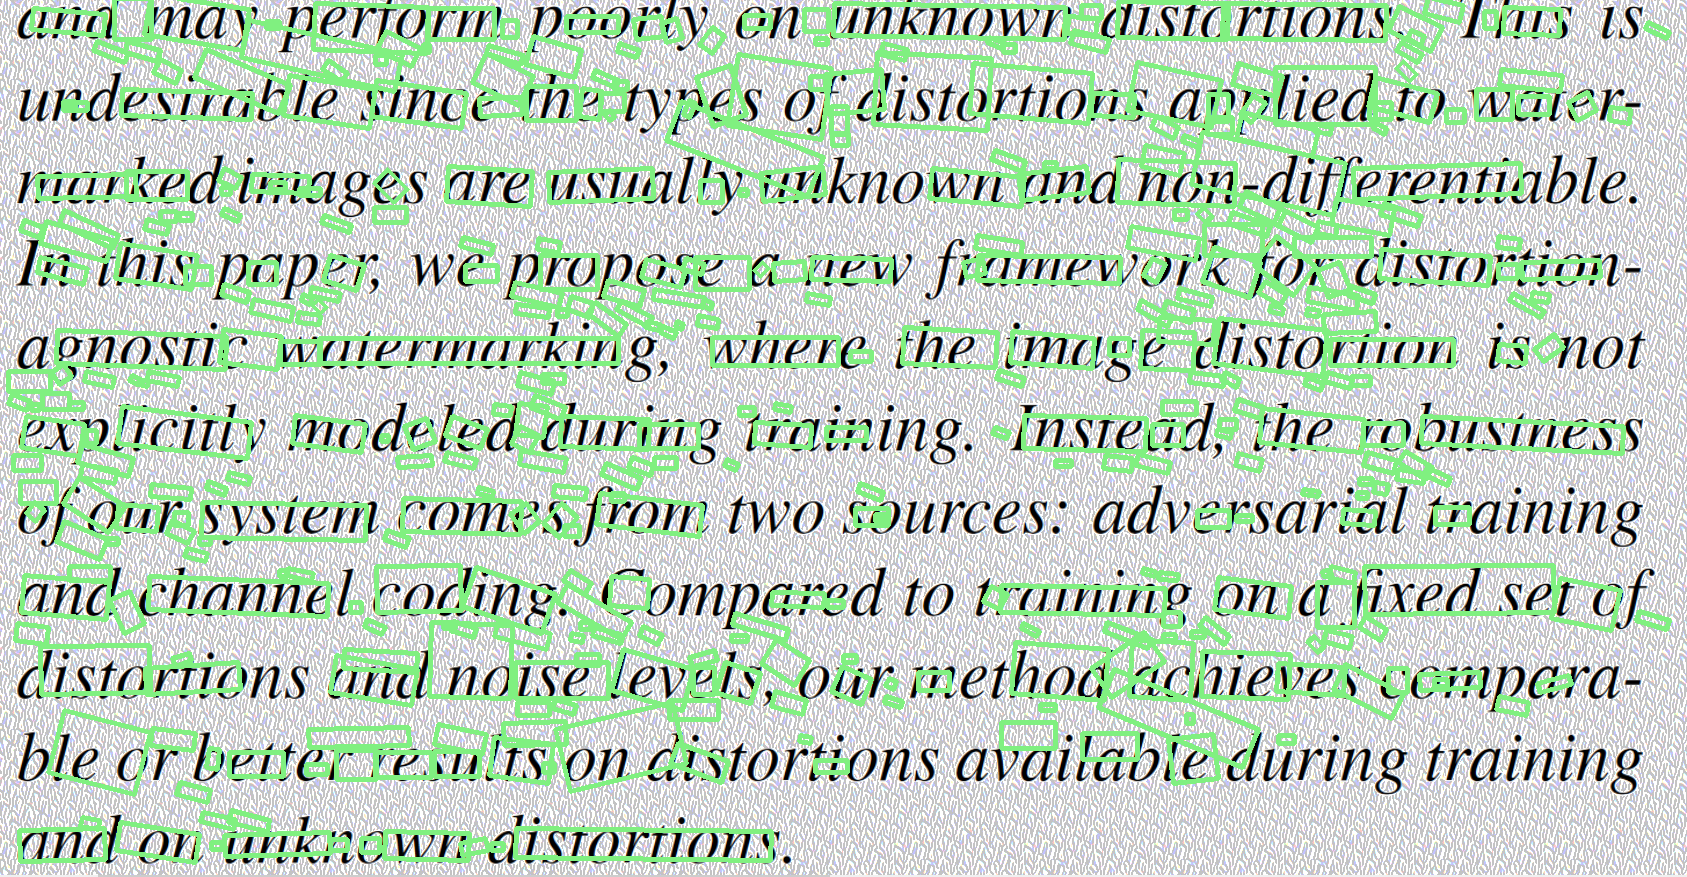 and may perform poorly on unknown distortions. This is
undesirable since the types of distortions applied to water-
marked images are usually unknown and non-differentiable.
In this paper, we propose a new framework for distortion-
agnostic watermarking, where the image distortion is not
explicitly modeled during training. Instead, the robustness
of our system comes from two sources: adversarial training
and channel coding. Compared to training on a fixed set of
distortions and noise levels, our method achieves compara-
ble or better results on distortions available during training
and on unknown distortions.